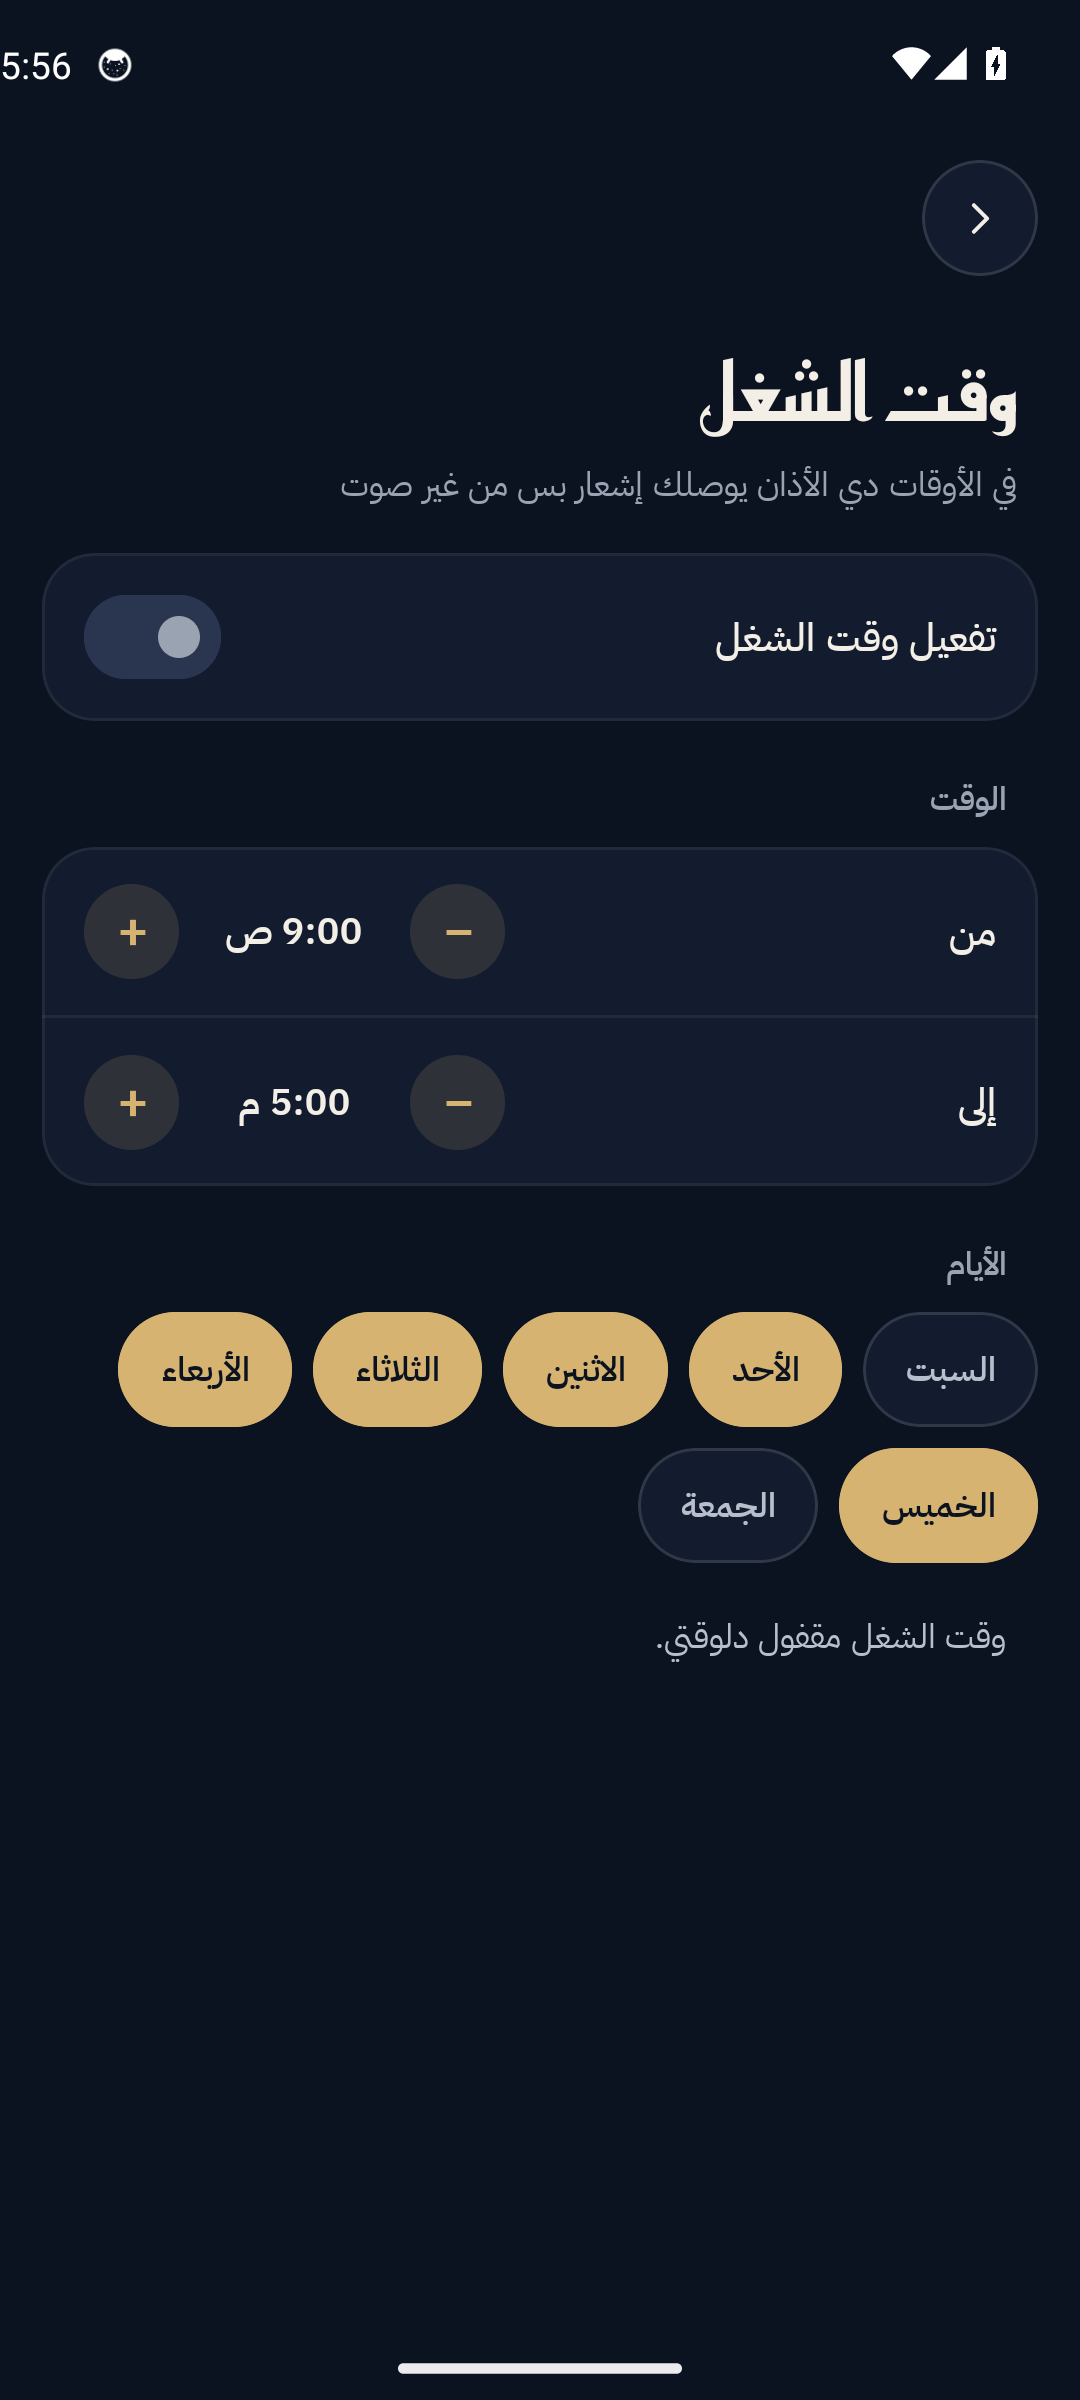 5:56
وقت الشغل
في الأوقات دي الأذان يوصلك إشعار بس من غير صوت
تفعيل وقت الشغل
الوقت
من − 9:00 ص +
إلى − 5:00 م +
الأيام
السبت الأحد الاثنين الثلاثاء الأربعاء
الخميس الجمعة
وقت الشغل مقفول دلوقتي.